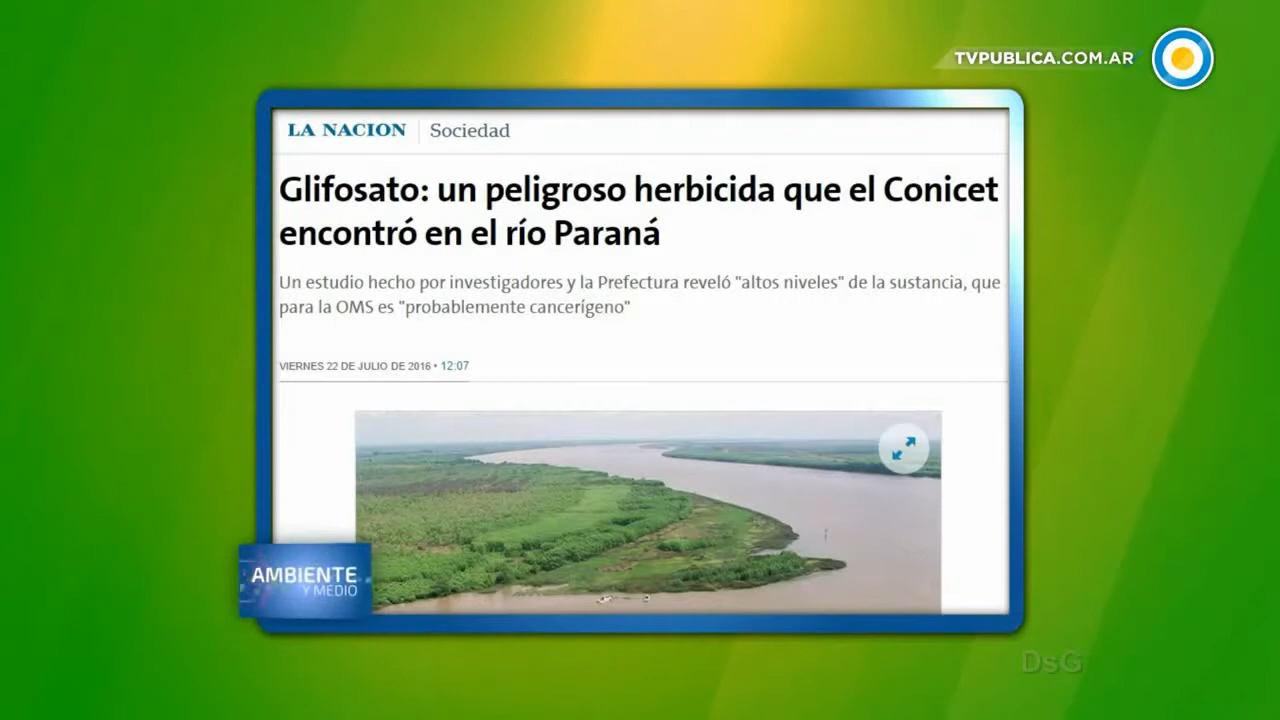 TVPUBLICA.COM.AR
LA NACION Sociedad
Glifosato: un peligroso herbicida que el Conicet
encontró en el río Paraná
Un estudio hecho por investigadores y la Prefectura reveló "altos niveles" de la sustancia, que
para la OMS es "probablemente cancerígeno"
VIERNES 22 DE JULIO DE 2016 • 12:07
AMBIENTE
Y MEDIO
DsG